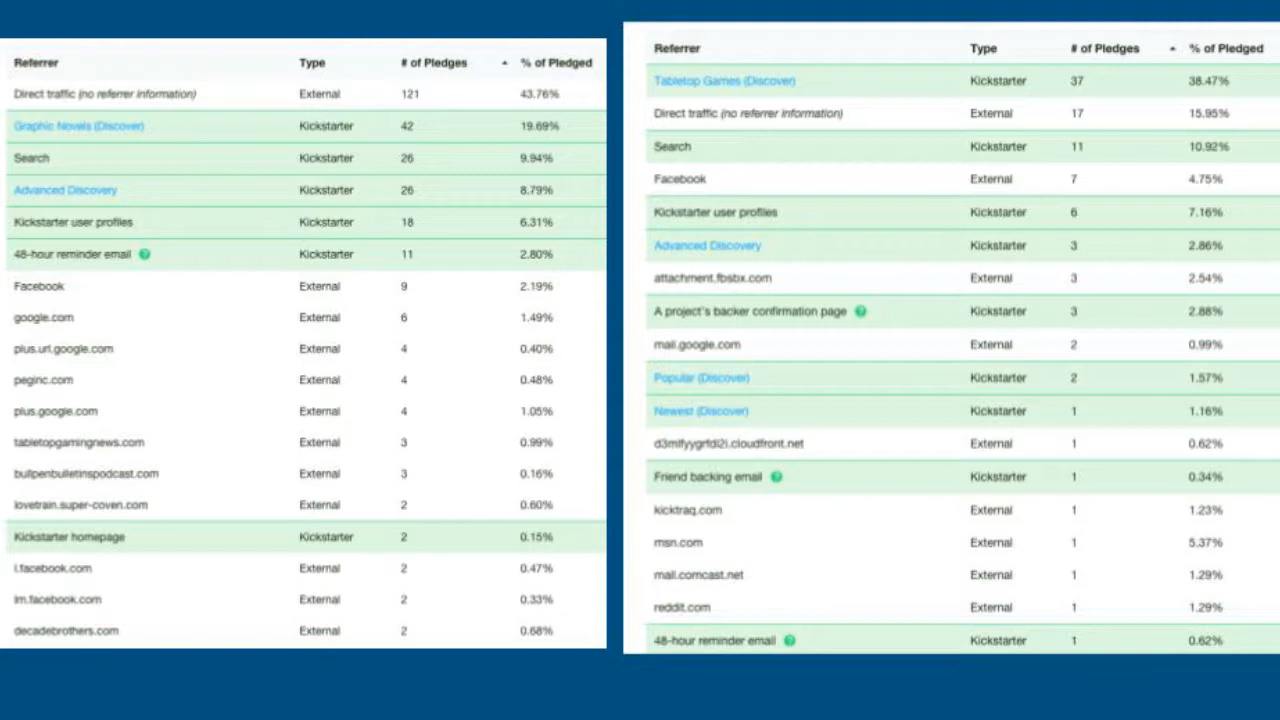 Referrer Type # of Pledges % of Pledged
Direct traffic (no referrer information) External 121 43.76%
Graphic Novels (Discover) Kickstarter 42 19.69%
Search Kickstarter 26 9.94%
Advanced Discovery Kickstarter 26 8.79%
Kickstarter user profiles Kickstarter 18 6.31%
48-hour reminder email ? Kickstarter 11 2.80%
Facebook External 9 2.19%
google.com External 6 1.49%
plus.url.google.com External 4 0.40%
peginc.com External 4 0.48%
plus.google.com External 4 1.05%
tabletopgamingnews.com External 3 0.99%
bullpenbulletinspodcast.com External 3 0.16%
lovetrain.super-coven.com External 2 0.60%
Kickstarter homepage Kickstarter 2 0.15%
l.facebook.com External 2 0.47%
lm.facebook.com External 2 0.33%
decadebrothers.com External 2 0.68%
Referrer Type # of Pledges % of Pledged
Tabletop Games (Discover) Kickstarter 37 38.47%
Direct traffic (no referrer information) External 17 15.95%
Search Kickstarter 11 10.92%
Facebook External 7 4.75%
Kickstarter user profiles Kickstarter 6 7.16%
Advanced Discovery Kickstarter 3 2.86%
attachment.fbsbx.com External 3 2.54%
A project's backer confirmation page ? Kickstarter 3 2.88%
mail.google.com External 2 0.99%
Popular (Discover) Kickstarter 2 1.57%
Newest (Discover) Kickstarter 1 1.16%
External 1 0.62%
Friend backing email ? Kickstarter 1 0.34%
kicktraq.com External 1 1.23%
msn.com External 1 5.37%
mail.comcast.net External 1 1.29%
reddit.com External 1 1.29%
48-hour reminder email ? Kickstarter 1 0.62%